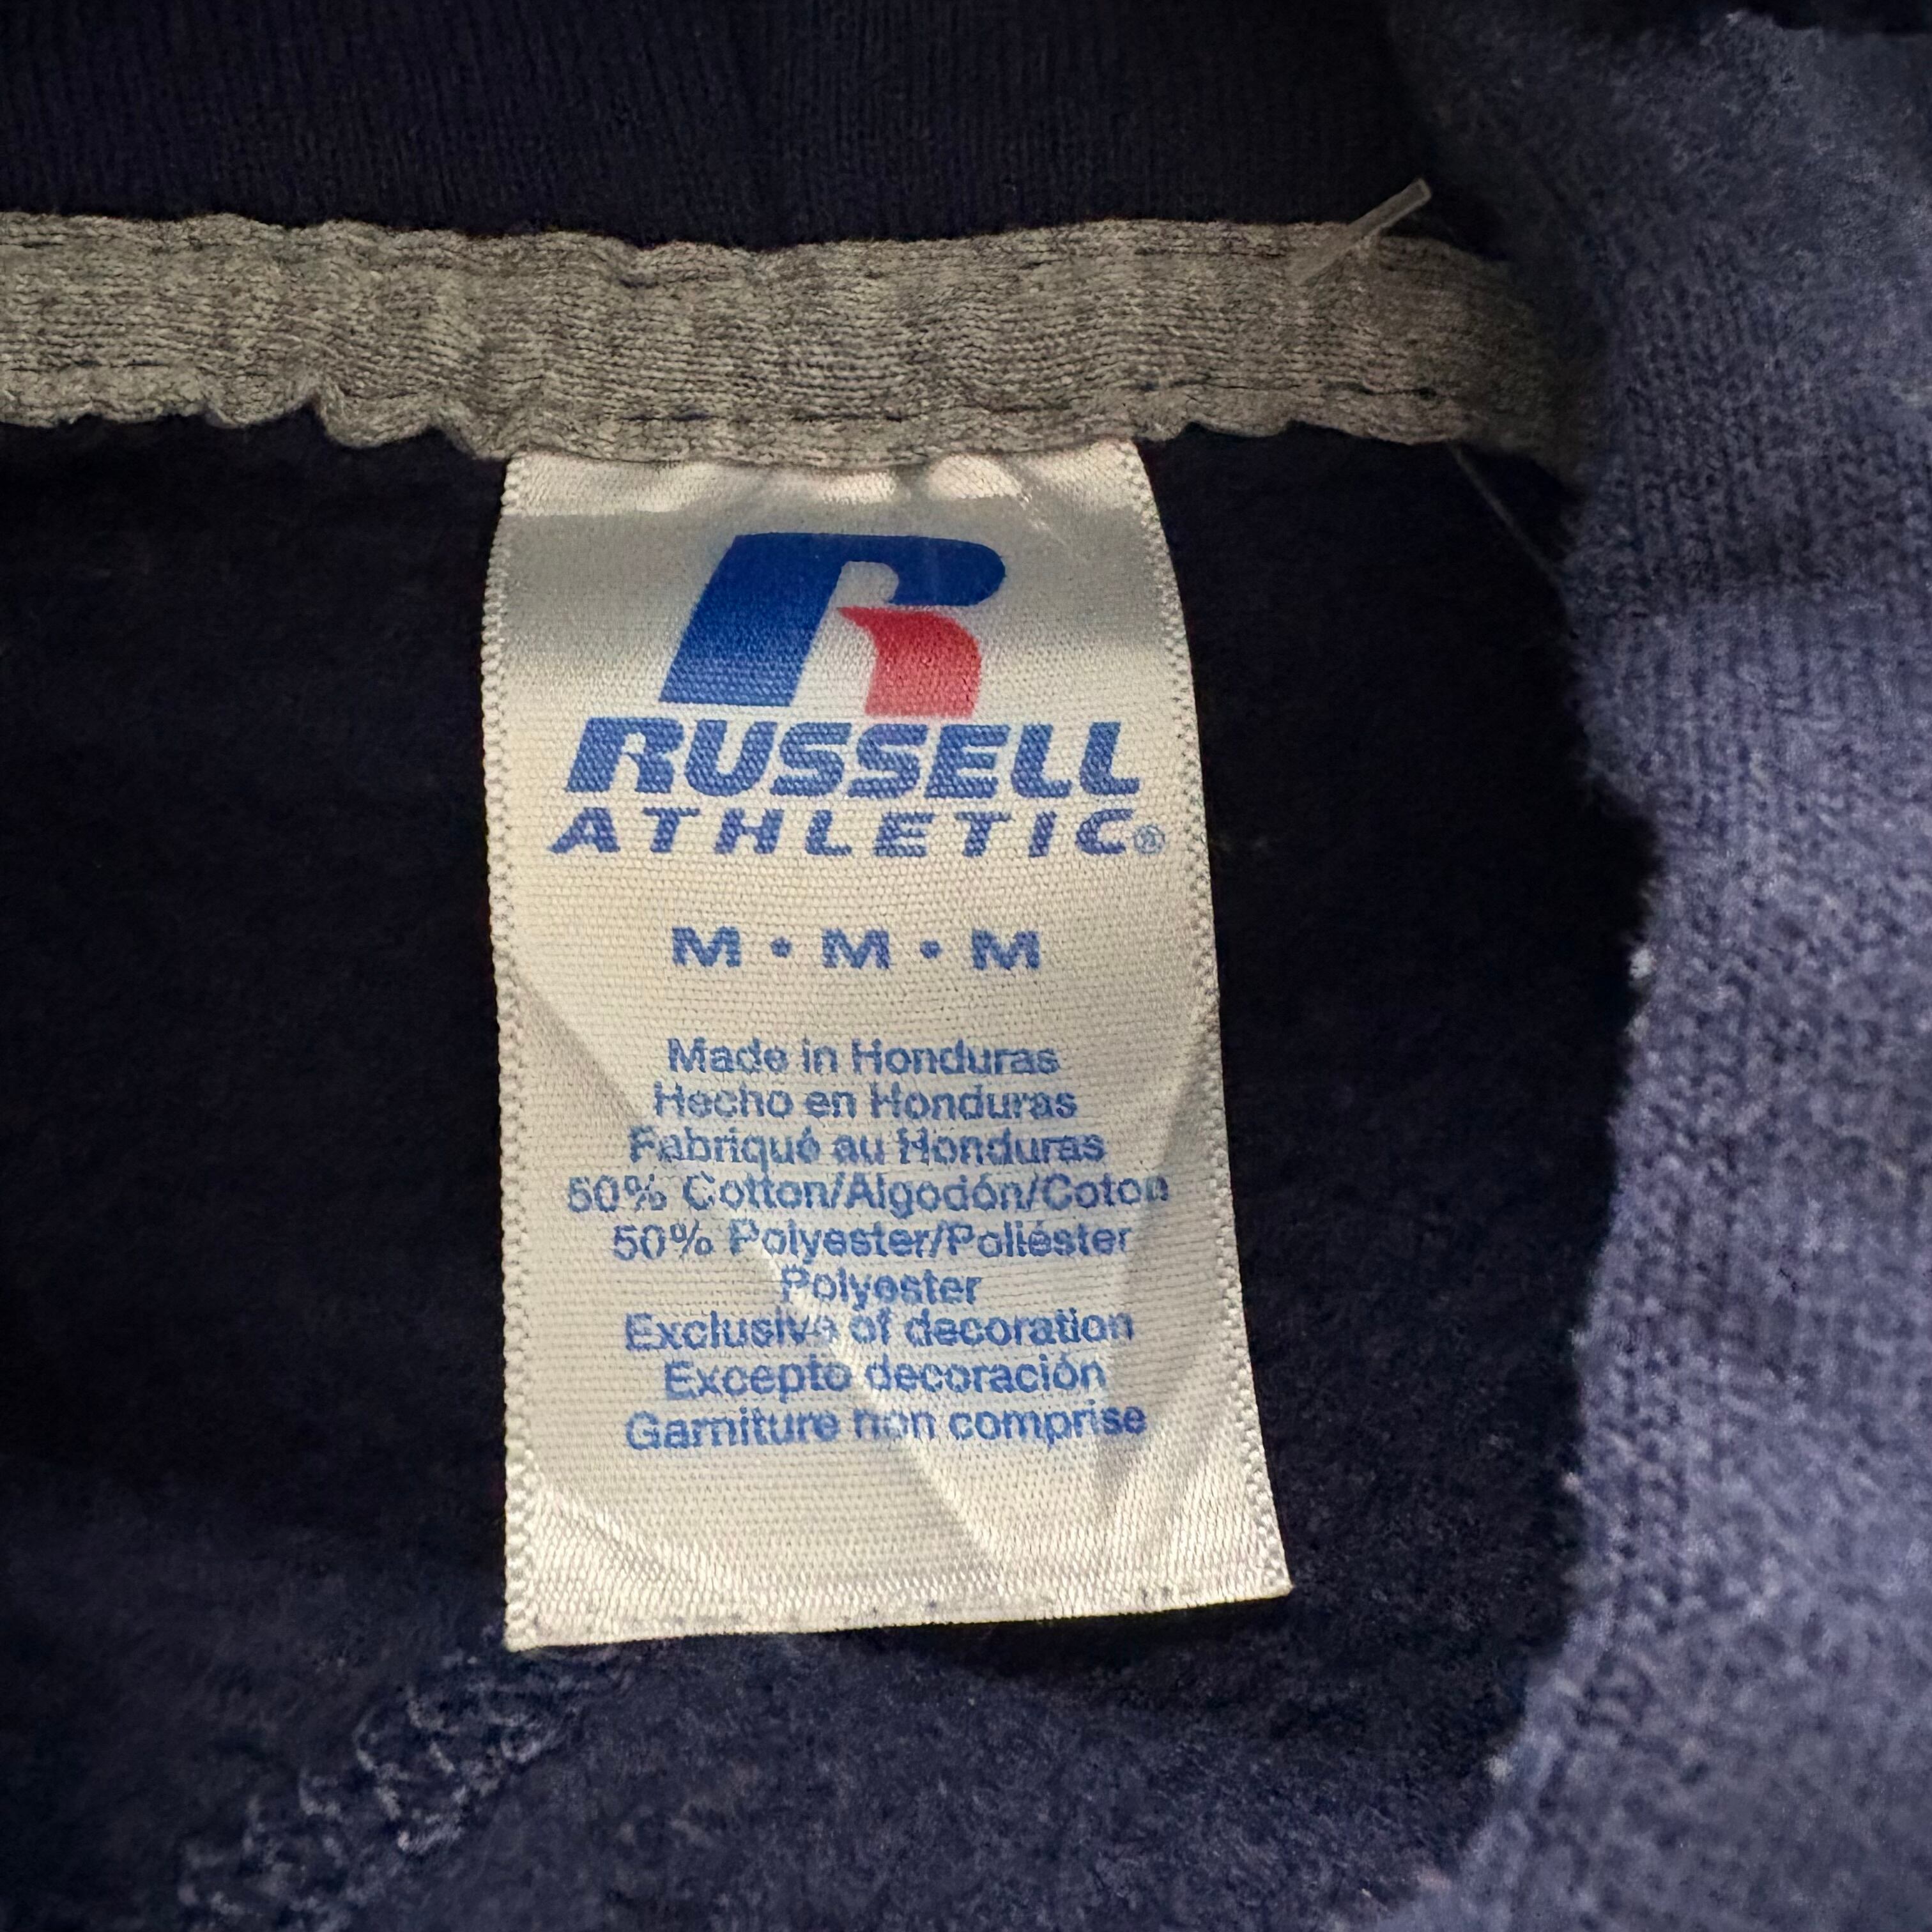 R
RUSSELL
ATHLETIC®
M • M • M
Made in Honduras
Hecho en Honduras
Fabriqué au Honduras
50% Cotton/Algodón/Coton
50% Polyester/Poliéster
Polyester
Exclusive of decoration
Excepto decoración
Garniture non comprise